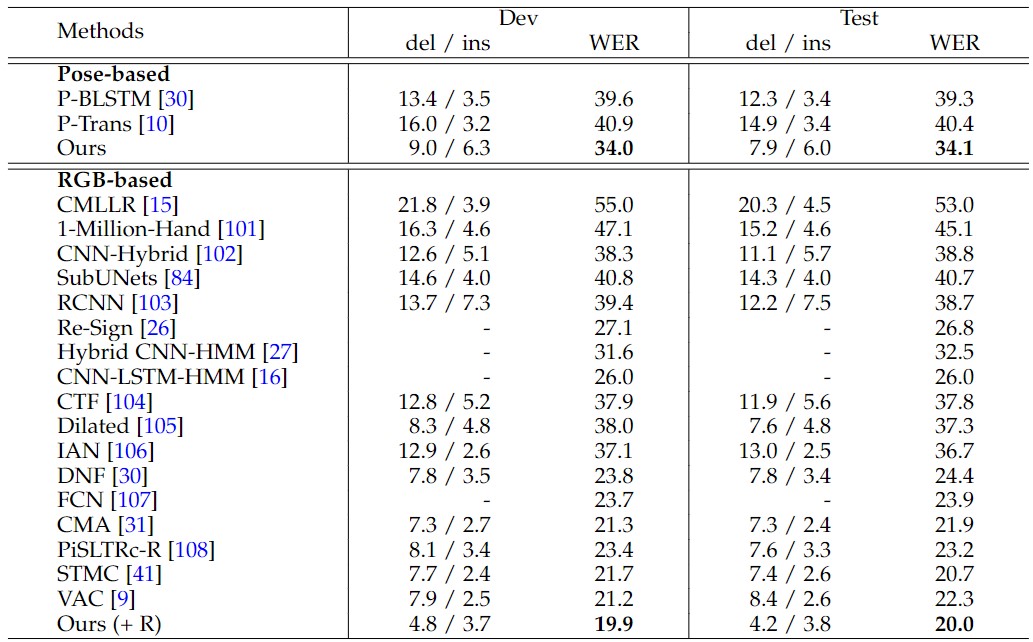 Methods Dev Test
del / ins WER del / ins WER
Pose-based
P-BLSTM [30] 13.4 / 3.5 39.6 12.3 / 3.4 39.3
P-Trans [10] 16.0 / 3.2 40.9 14.9 / 3.4 40.4
Ours 9.0 / 6.3 34.0 7.9 / 6.0 34.1
RGB-based
CMLLR [15] 21.8 / 3.9 55.0 20.3 / 4.5 53.0
1-Million-Hand [101] 16.3 / 4.6 47.1 15.2 / 4.6 45.1
CNN-Hybrid [102] 12.6 / 5.1 38.3 11.1 / 5.7 38.8
SubUNets [84] 14.6 / 4.0 40.8 14.3 / 4.0 40.7
RCNN [103] 13.7 / 7.3 39.4 12.2 / 7.5 38.7
Re-Sign [26] - 27.1 - 26.8
Hybrid CNN-HMM [27] - 31.6 - 32.5
CNN-LSTM-HMM [16] - 26.0 - 26.0
CTF [104] 12.8 / 5.2 37.9 11.9 / 5.6 37.8
Dilated [105] 8.3 / 4.8 38.0 7.6 / 4.8 37.3
IAN [106] 12.9 / 2.6 37.1 13.0 / 2.5 36.7
DNF [30] 7.8 / 3.5 23.8 7.8 / 3.4 24.4
FCN [107] - 23.7 - 23.9
CMA [31] 7.3 / 2.7 21.3 7.3 / 2.4 21.9
PiSLTRc-R [108] 8.1 / 3.4 23.4 7.6 / 3.3 23.2
STMC [41] 7.7 / 2.4 21.7 7.4 / 2.6 20.7
VAC [9] 7.9 / 2.5 21.2 8.4 / 2.6 22.3
Ours (+ R) 4.8 / 3.7 19.9 4.2 / 3.8 20.0